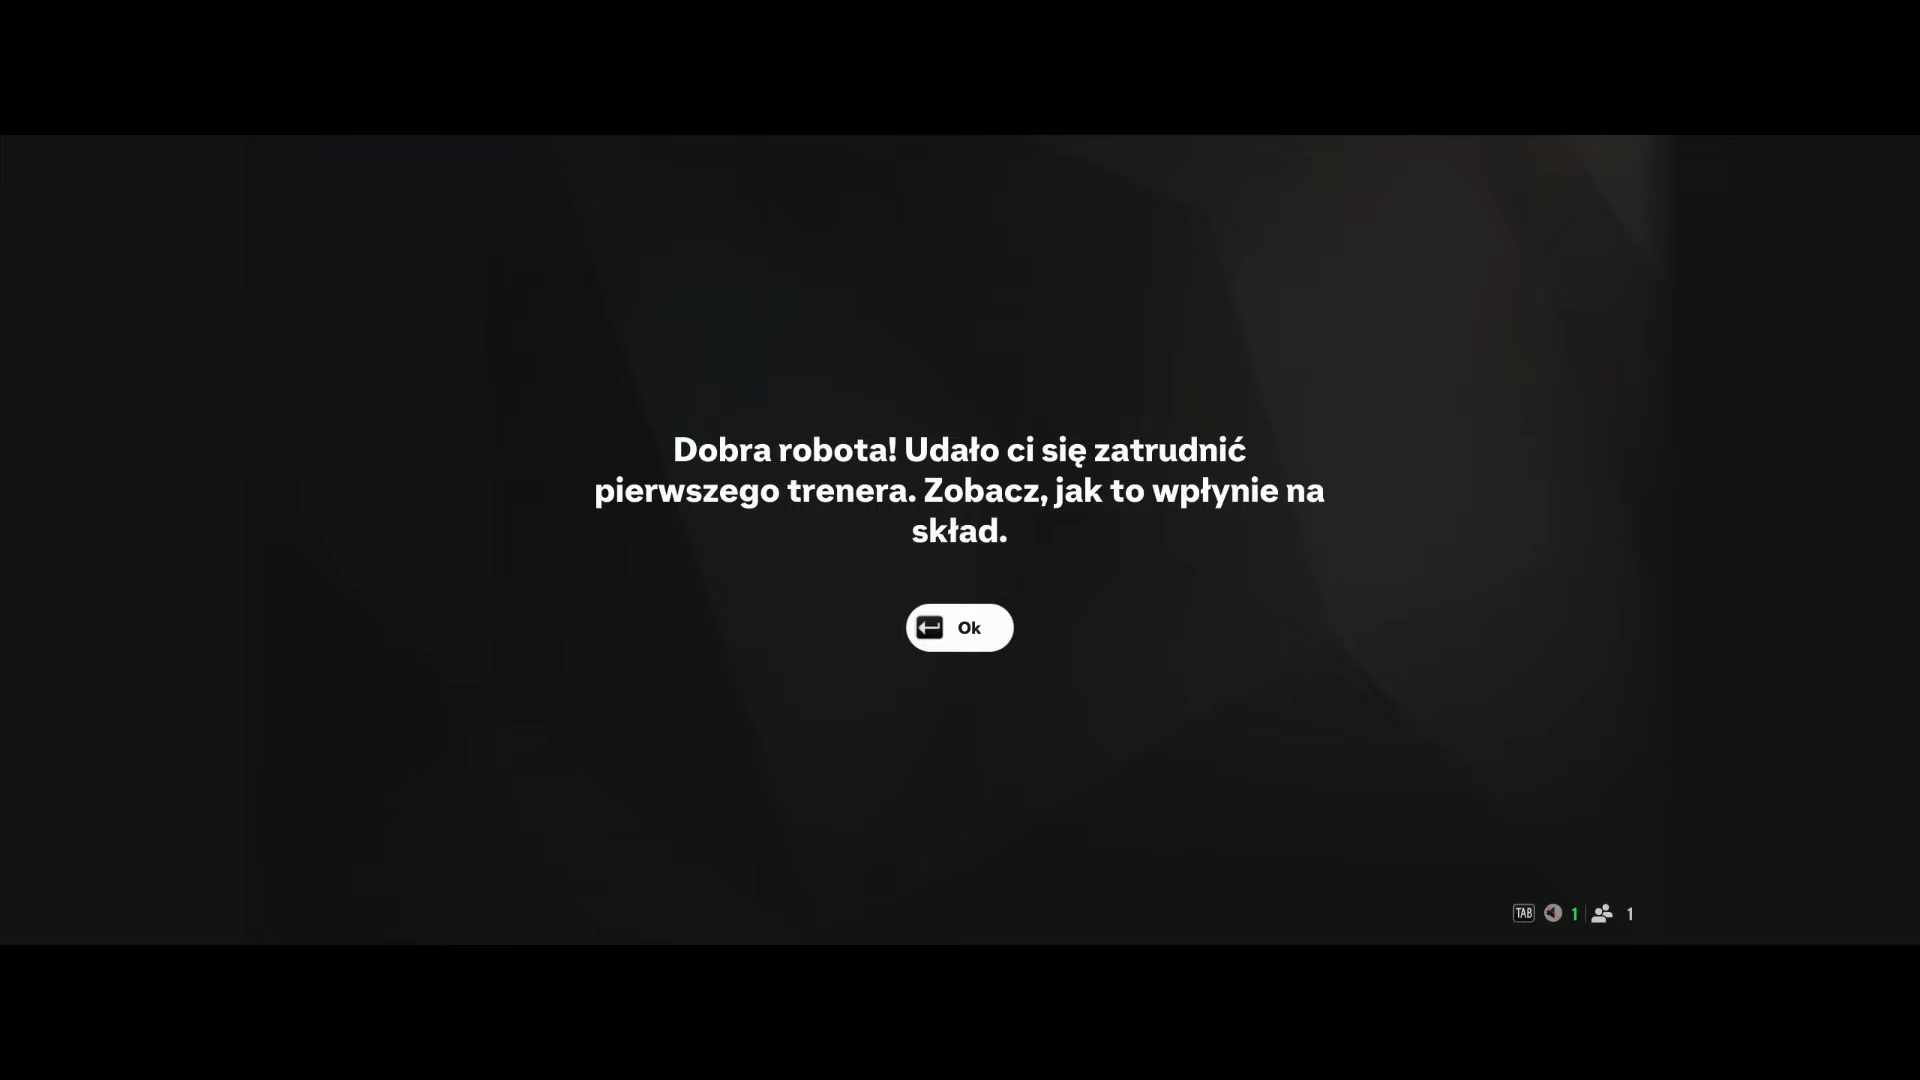 Dobra robota! Udało ci się zatrudnić
pierwszego trenera. Zobacz, jak to wpłynie na
skład.
Ok
TAB 1 1